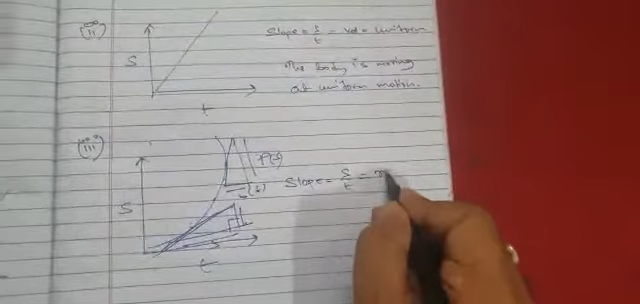 (ii)
Slope = S/t - vel = uniform
S
The body is moving
at uniform motion.
t
(iii)
S
Slope = S/t =
t